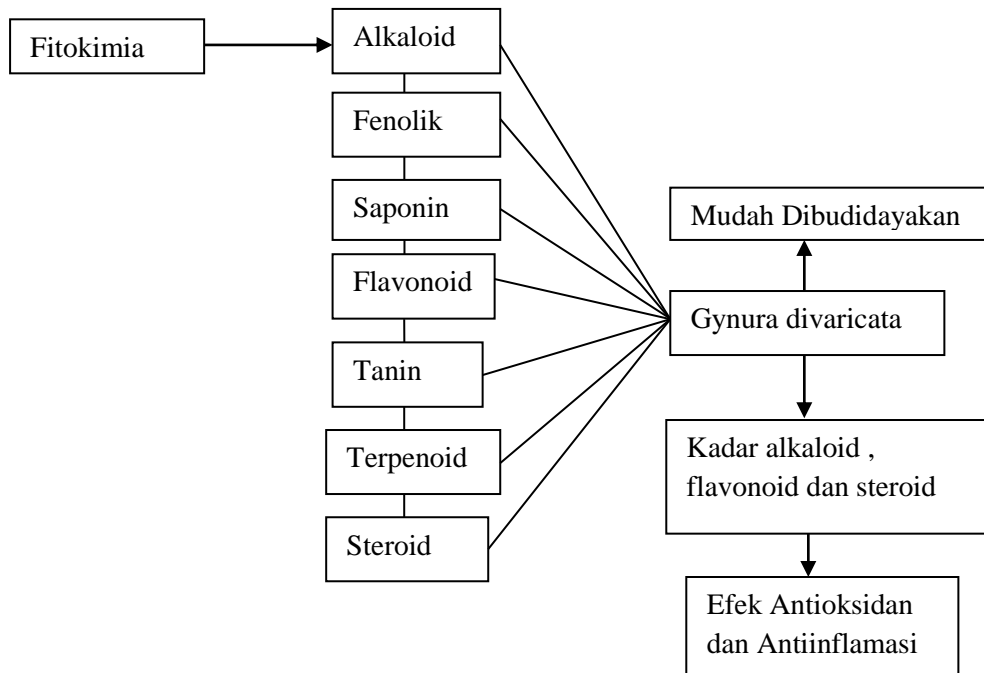 Fitokimia
Alkaloid
Fenolik
Saponin
Flavonoid
Tanin
Terpenoid
Steroid
Mudah Dibudidayakan
Gynura divaricata
Kadar alkaloid ,
flavonoid dan steroid
Efek Antioksidan
dan Antiinflamasi